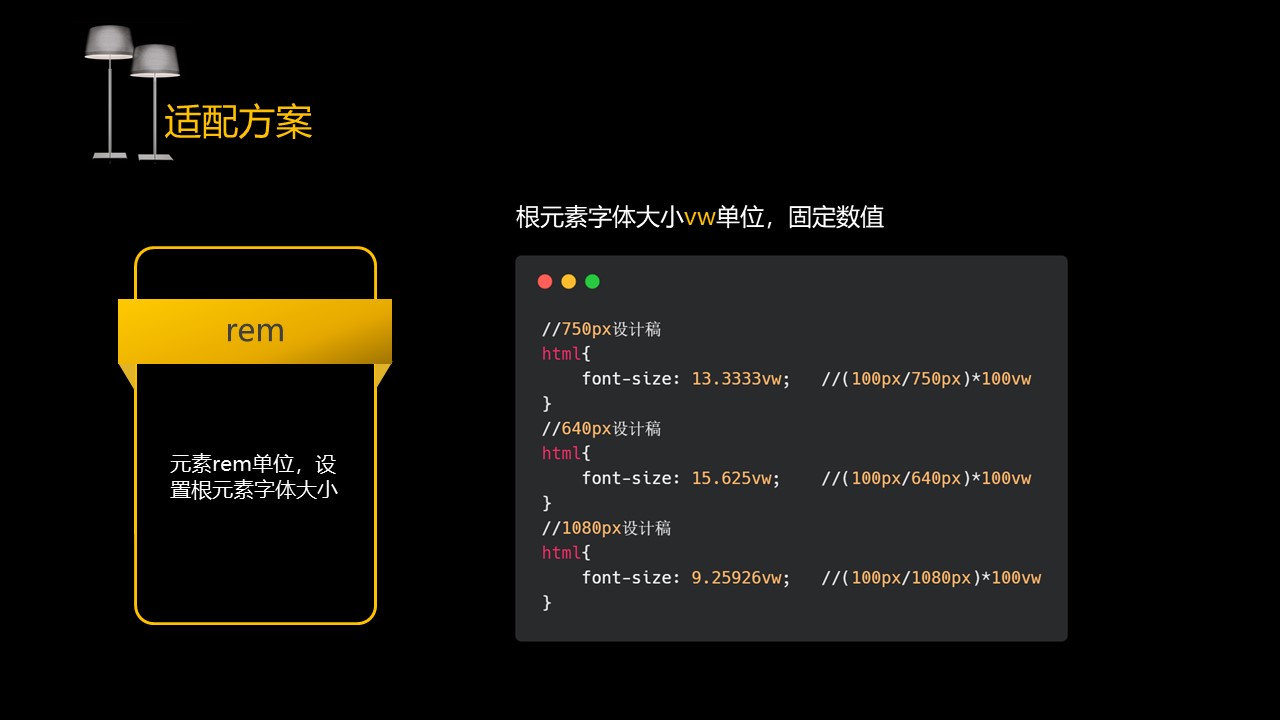 适配方案
rem
元素rem单位，设
置根元素字体大小
根元素字体大小vw单位，固定数值
//750px设计稿
html{
    font-size: 13.3333vw;   //(100px/750px)*100vw
}
//640px设计稿
html{
    font-size: 15.625vw;    //(100px/640px)*100vw
}
//1080px设计稿
html{
    font-size: 9.25926vw;   //(100px/1080px)*100vw
}